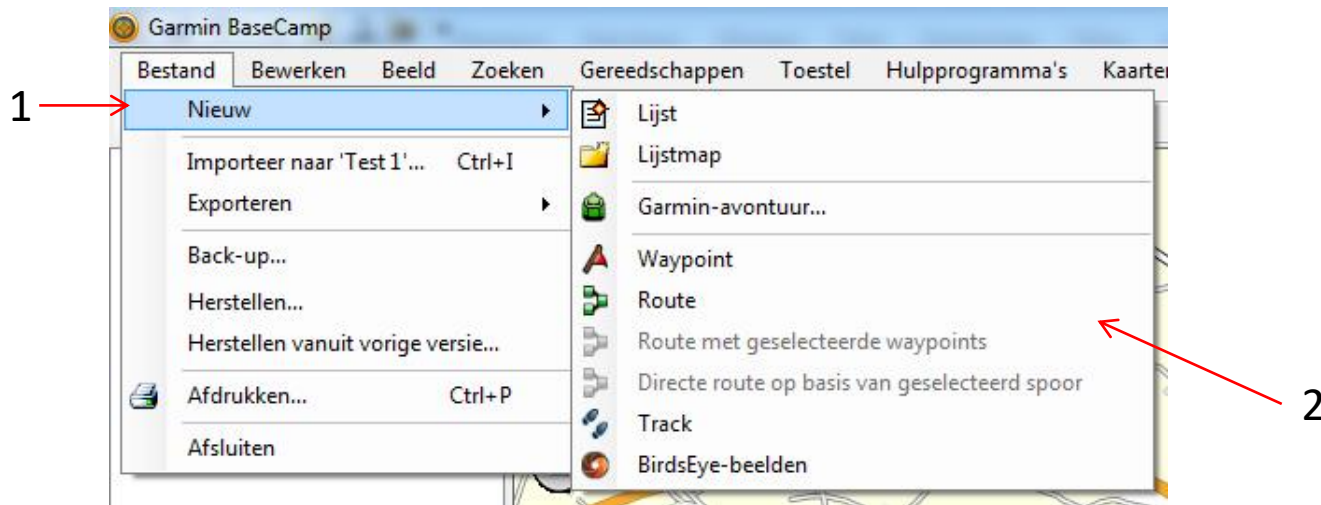 Garmin BaseCamp
Bestand Bewerken Beeld Zoeken Gereedschappen Toestel Hulpprogramma's Kaarten
1
Nieuw
Importeer naar 'Test 1'... Ctrl+I
Exporteren
Back-up...
Herstellen...
Herstellen vanuit vorige versie...
Afdrukken... Ctrl+P
Afsluiten
Lijst
Lijstmap
Garmin-avontuur...
Waypoint
Route
Route met geselecteerde waypoints
Directe route op basis van geselecteerd spoor
Track
BirdsEye-beelden
2